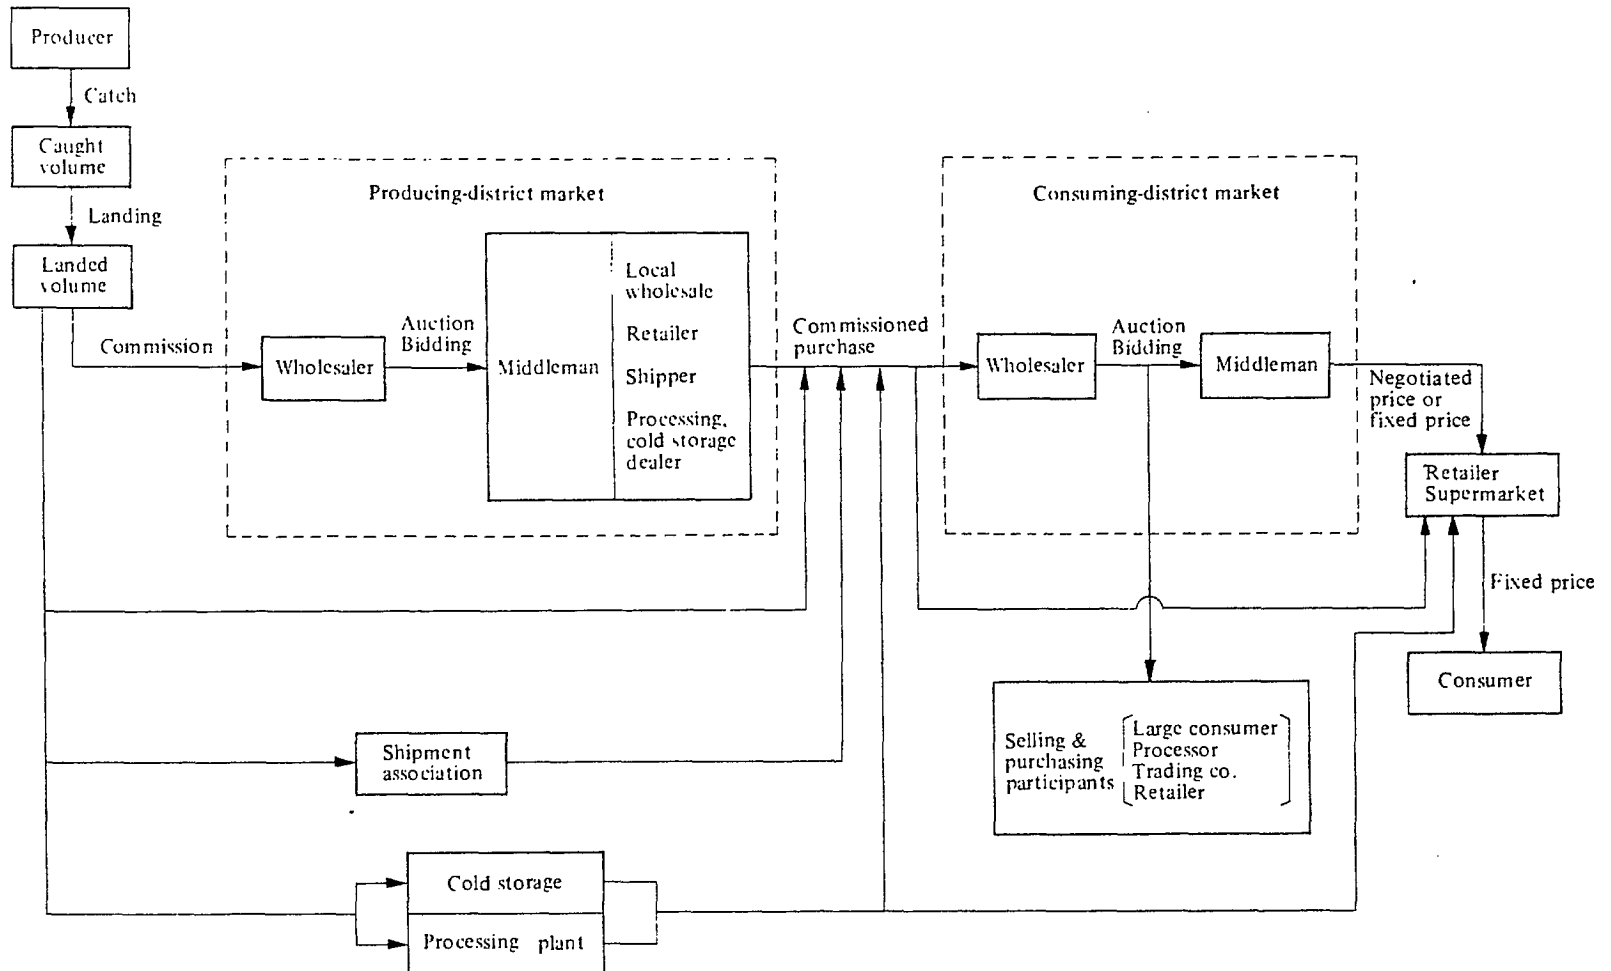 Producer
Catch
Caught
volume
Landing
Landed
volume
Commission
Producing-district market
Wholesaler
Auction
Bidding
Middleman
Local
wholesale
Retailer
Shipper
Processing,
cold storage
dealer
Commissioned
purchase
Consuming-district market
Wholesaler
Auction
Bidding
Middleman
Negotiated
price or
fixed price
Retailer
Supermarket
Fixed price
Consumer
Selling &
purchasing
participants
Large consumer
Processor
Trading co.
Retailer
Shipment
association
Cold storage
Processing plant